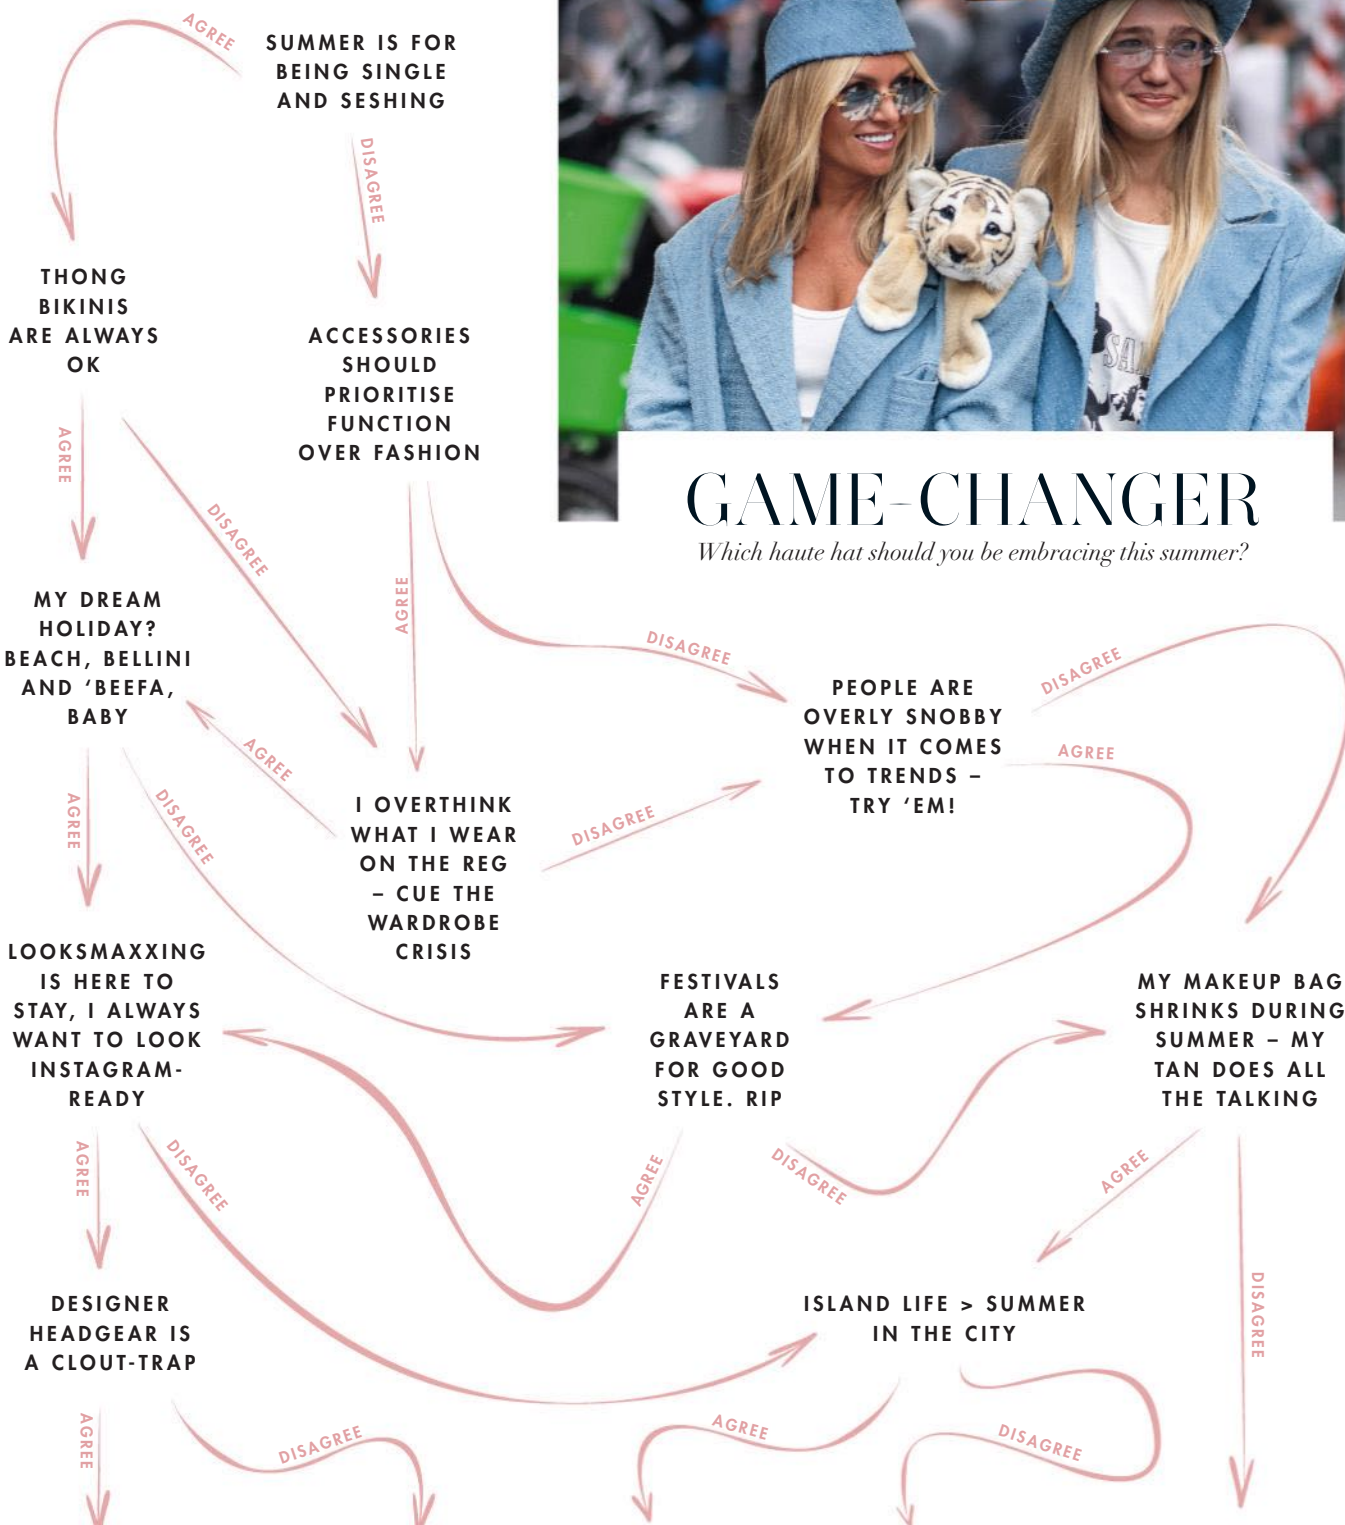 AGREE
SUMMER IS FOR
BEING SINGLE
AND SESHING
DISAGREE
THONG
BIKINIS
ARE ALWAYS
OK
ACCESSORIES
SHOULD
PRIORITISE
FUNCTION
OVER FASHION
GAME-CHANGER
Which haute hat should you be embracing this summer?
AGREE
DISAGREE
AGREE
DISAGREE
MY DREAM
HOLIDAY?
BEACH, BELLINI
AND ‘BEEFA,
BABY
PEOPLE ARE
OVERLY SNOBBY
WHEN IT COMES
TO TRENDS –
TRY ‘EM!
DISAGREE
AGREE
AGREE
DISAGREE
AGREE
DISAGREE
I OVERTHINK
WHAT I WEAR
ON THE REG
– CUE THE
WARDROBE
CRISIS
LOOKSMAXXING
IS HERE TO
STAY, I ALWAYS
WANT TO LOOK
INSTAGRAM-
READY
FESTIVALS
ARE A
GRAVEYARD
FOR GOOD
STYLE. RIP
MY MAKEUP BAG
SHRINKS DURING
SUMMER – MY
TAN DOES ALL
THE TALKING
AGREE
DISAGREE
AGREE
DISAGREE
AGREE
DISAGREE
DESIGNER
HEADGEAR IS
A CLOUT-TRAP
ISLAND LIFE > SUMMER
IN THE CITY
AGREE
DISAGREE
AGREE
DISAGREE